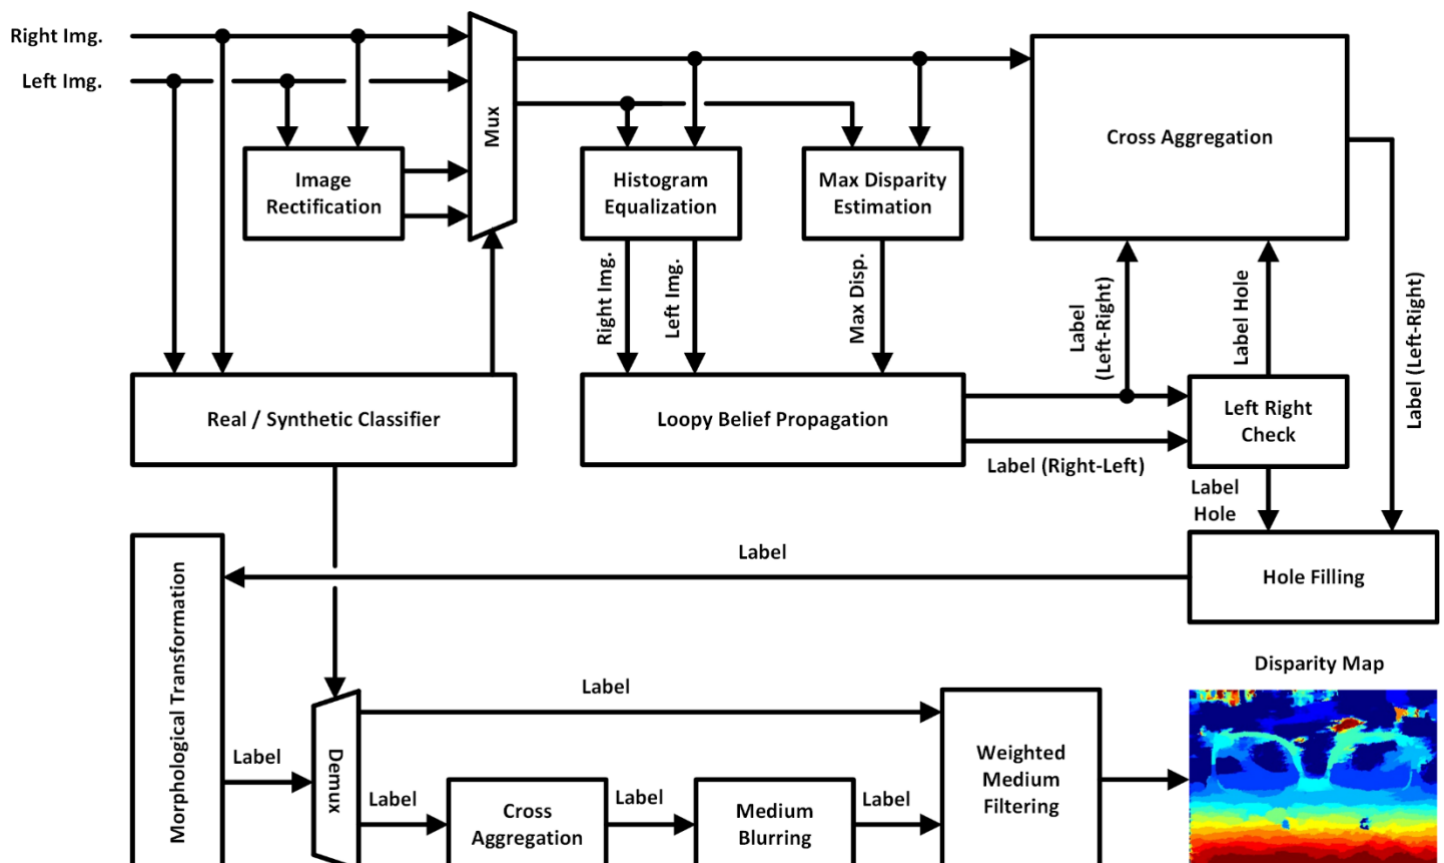 Right Img.
Left Img.
Mux
Image
Rectification
Histogram
Equalization
Max Disparity
Estimation
Cross Aggregation
Right Img.
Left Img.
Max Disp.
Label
(Left-Right)
Label Hole
Label (Left-Right)
Real / Synthetic Classifier
Loopy Belief Propagation
Left Right
Check
Label (Right-Left)
Label
Hole
Label
Hole Filling
Morphological Transformation
Disparity Map
Label
Label
Demux
Label
Cross
Aggregation
Label
Medium
Blurring
Label
Weighted
Medium
Filtering